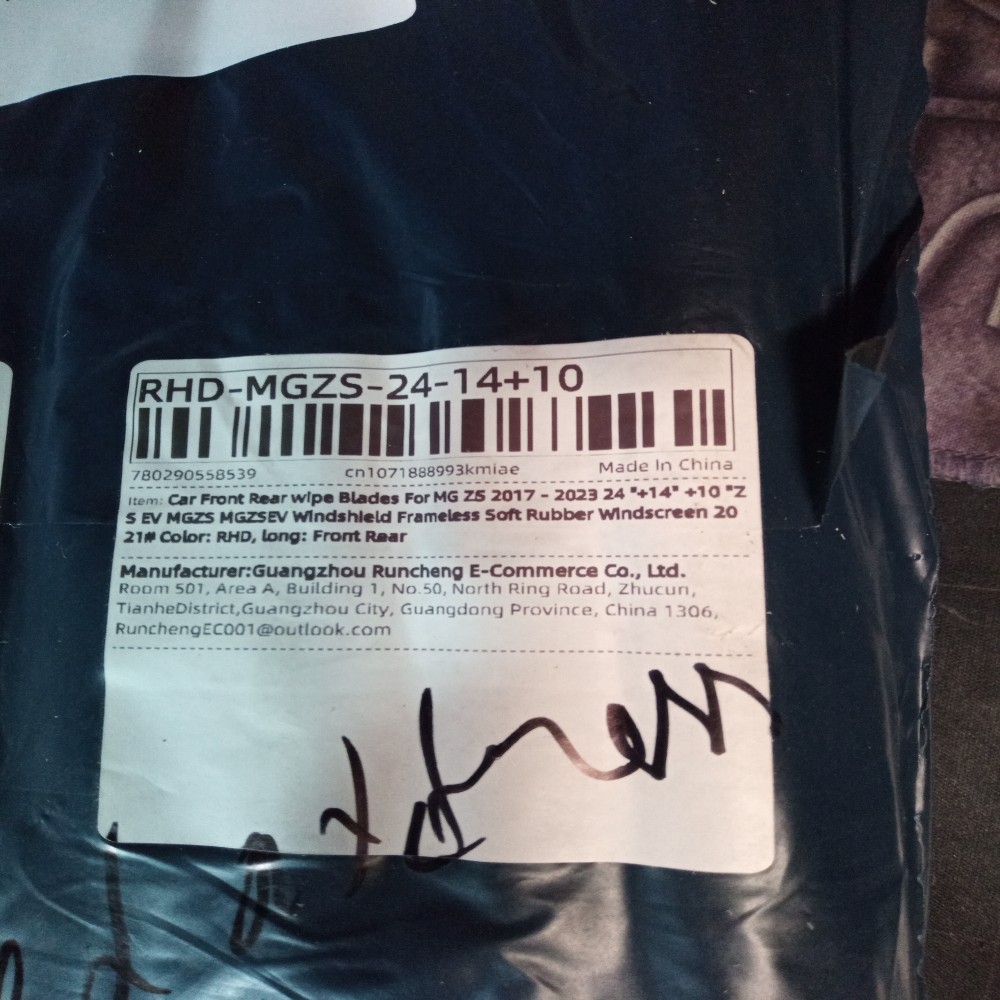 RHD-MGZS-24-14+10
780290558539 cn1071888993kmiae Made In China
Item: Car Front Rear wipe Blades For MG ZS 2017 - 2023 24 "+14" +10 "Z
S EV MGZS MGZSEV Windshield Frameless Soft Rubber Windscreen 20
21# Color: RHD, long: Front Rear
Manufacturer:Guangzhou Runcheng E-Commerce Co., Ltd.
Room 501, Area A, Building 1, No.50, North Ring Road, Zhucun,
TianheDistrict,Guangzhou City, Guangdong Province, China 1306,
RunchengEC001@outlook.com